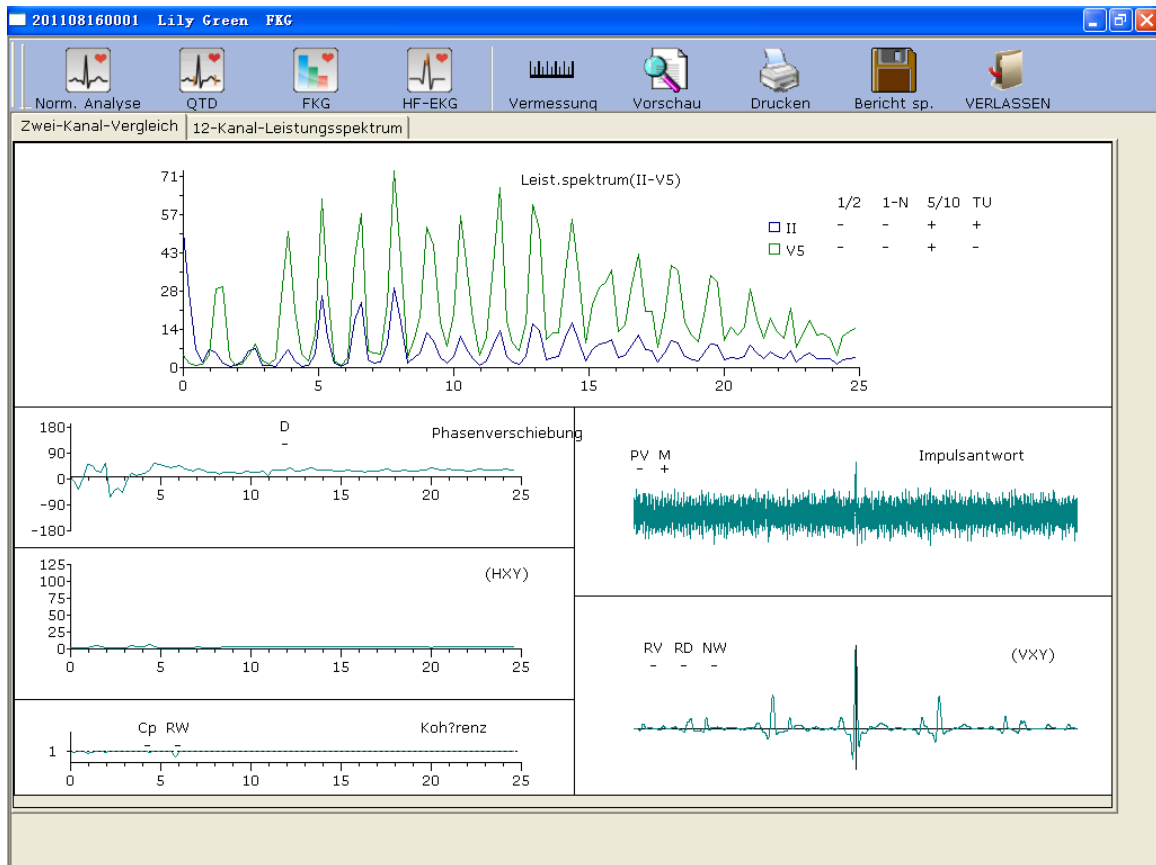 201108160001 Lily Green FKG
Norm. Analyse QTD FKG HF-EKG Vermessung Vorschau Drucken Bericht sp. VERLASSEN
Zwei-Kanal-Vergleich 12-Kanal-Leistungsspektrum
Leist.spektrum(II-V5)
71
57
43
28
14
0
0 5 10 15 20 25
1/2 1-N 5/10 TU
II - - + +
V5 - - + -
Phasenverschiebung
D
-
180
90
0
-90
-180
5 10 15 20 25
(HXY)
125
100
75
50
25
0
0 5 10 15 20 25
Cp RW Koh?renz
- -
1
0 5 10 15 20 25
PV M Impulsantwort
- +
RV RD NW (VXY)
- - -